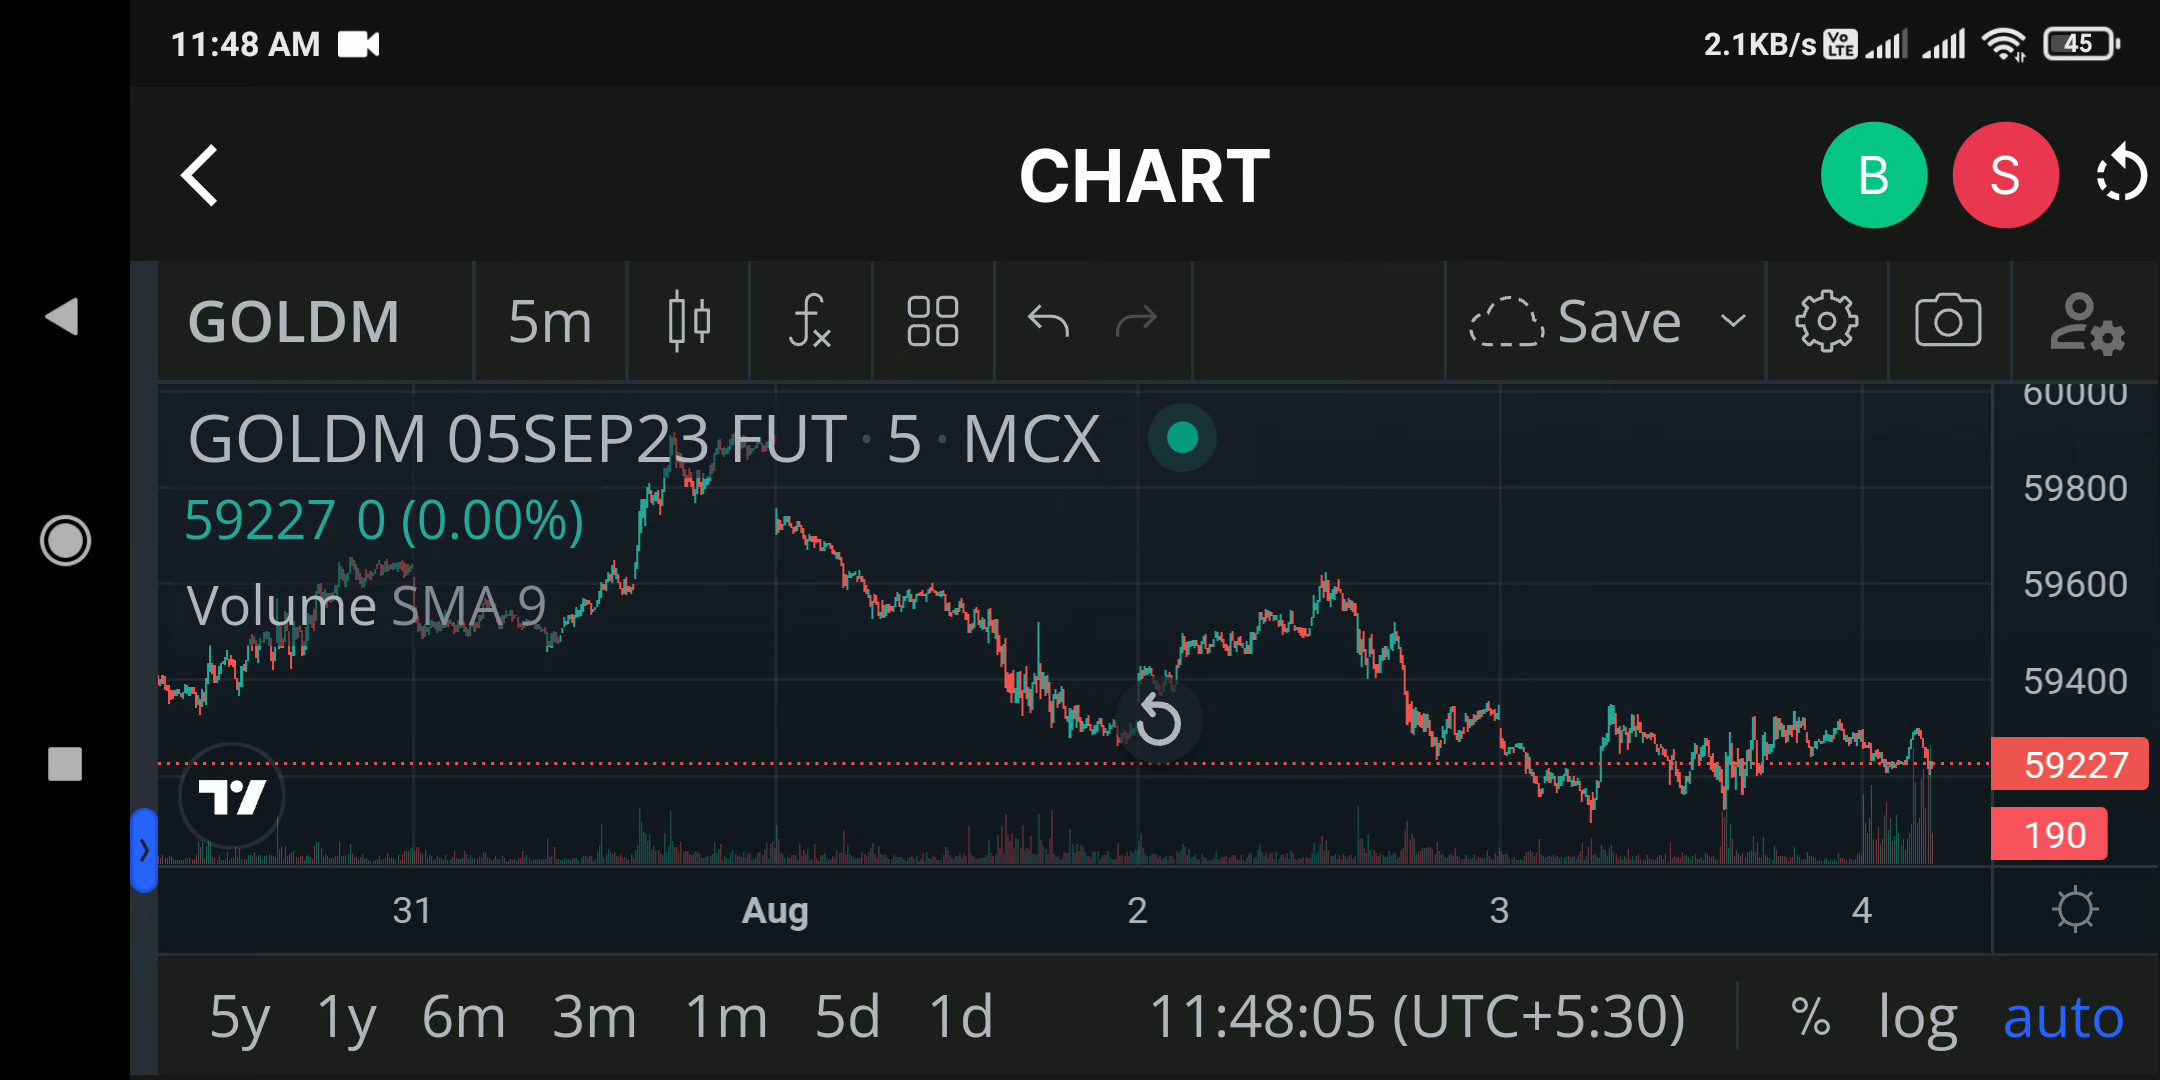 11:48 AM
2.1KB/s Vo LTE 45
CHART
B S
GOLDM 5m Save
GOLDM 05SEP23 FUT · 5 · MCX
59227 0 (0.00%)
Volume SMA 9
60000
59800
59600
59400
59227
190
31 Aug 2 3 4
5y 1y 6m 3m 1m 5d 1d 11:48:05 (UTC+5:30) % log auto